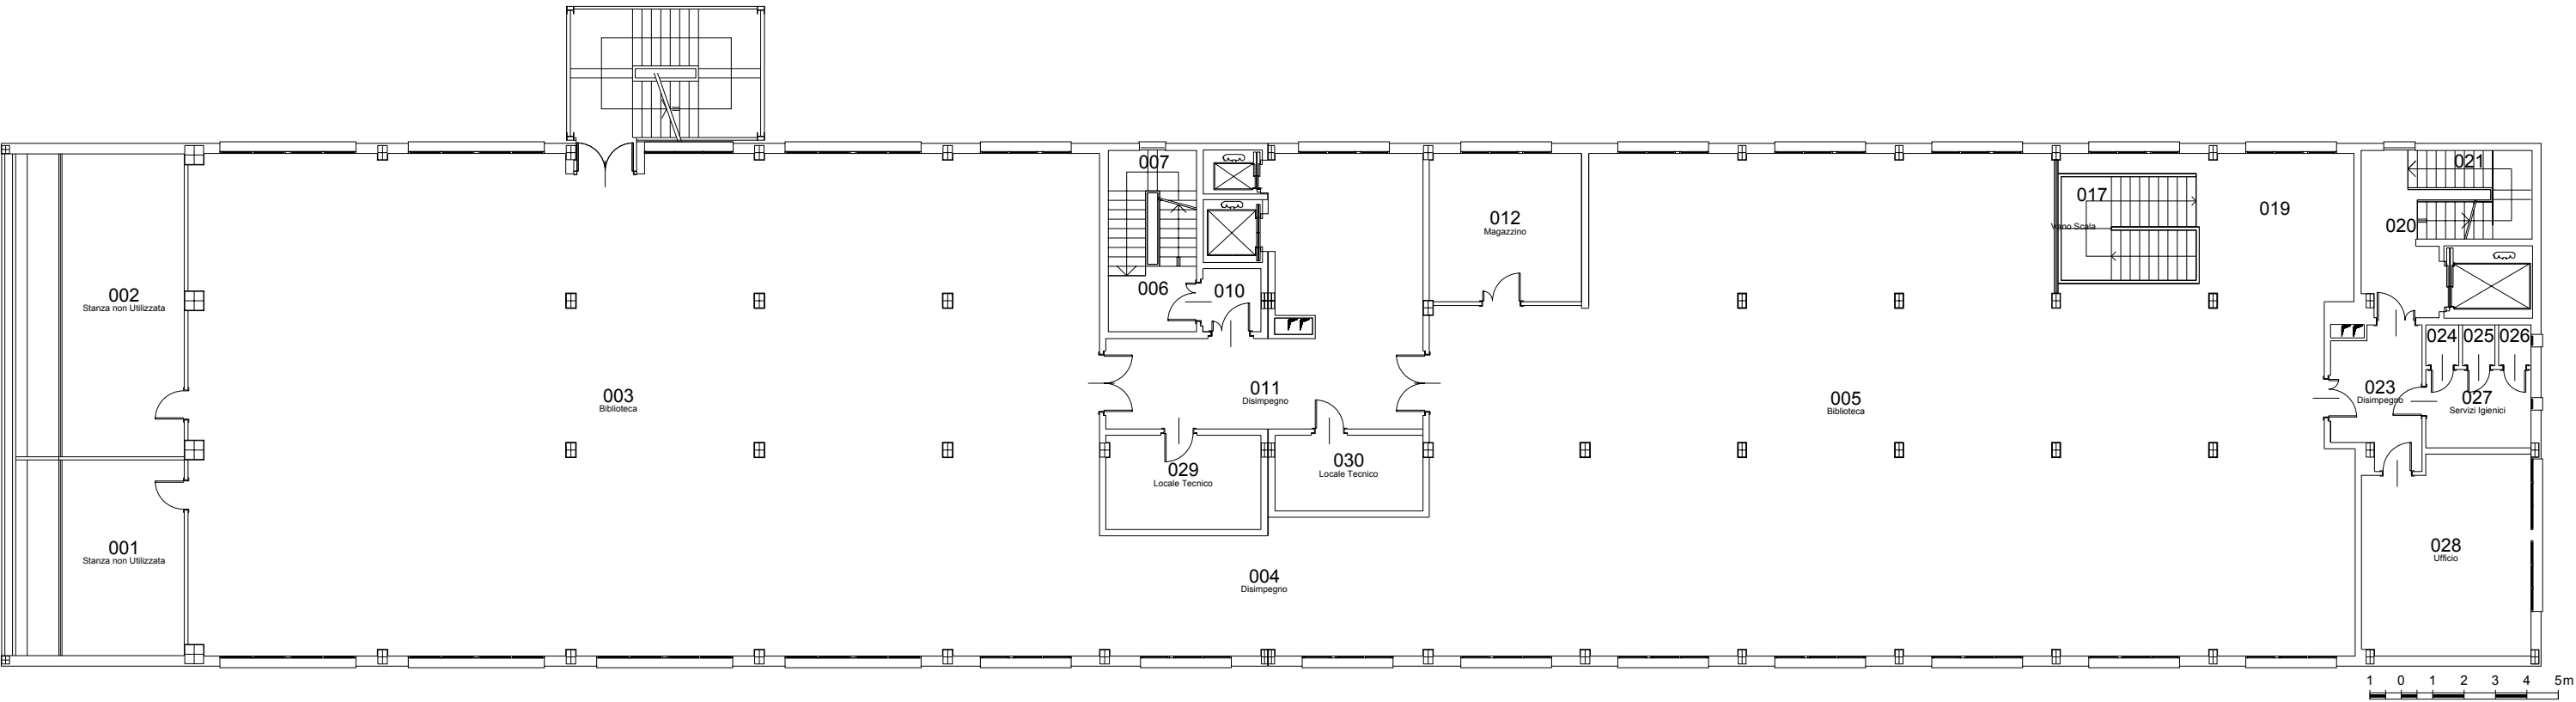 007
021
017
012
Magazzino
019
Vano Scala
020
002
Stanza non Utilizzata
006
010
024
025
026
003
Biblioteca
011
Disimpegno
005
Biblioteca
023
Disimpegno
027
Servizi Igienici
029
Locale Tecnico
030
Locale Tecnico
001
Stanza non Utilizzata
028
Ufficio
004
Disimpegno
1 0 1 2 3 4 5m